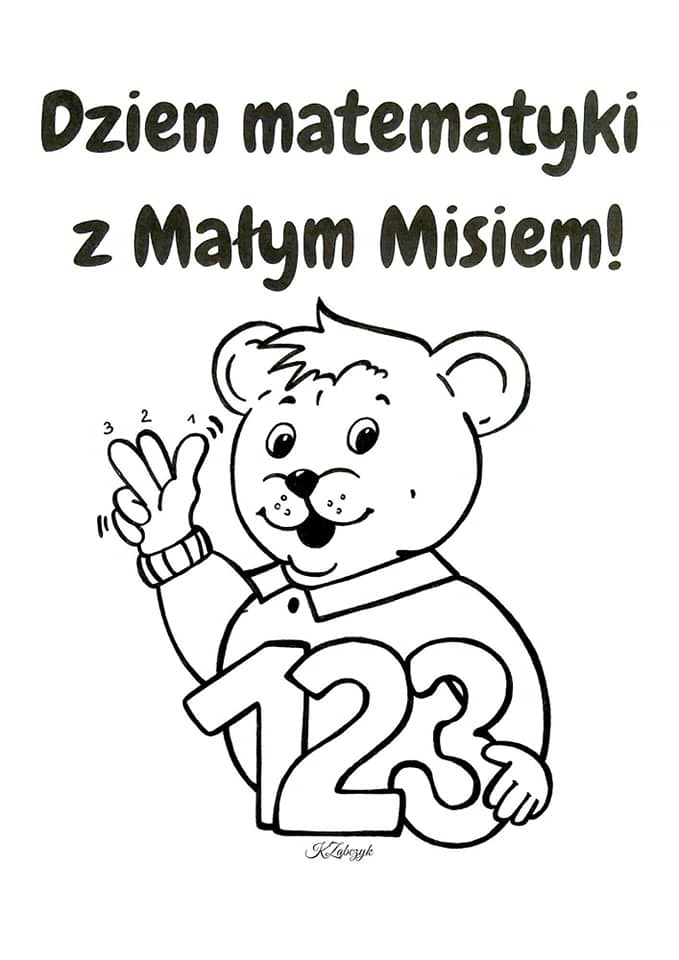 Dzien matematyki
z Małym Misiem!
3 2 1
123
KZabczyk